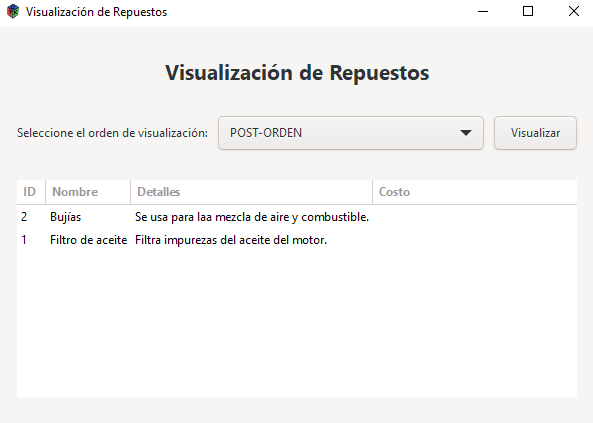 Visualización de Repuestos
Visualización de Repuestos
Seleccione el orden de visualización: POST-ORDEN Visualizar
ID Nombre Detalles Costo
2 Bujías Se usa para laa mezcla de aire y combustible.
1 Filtro de aceite Filtra impurezas del aceite del motor.